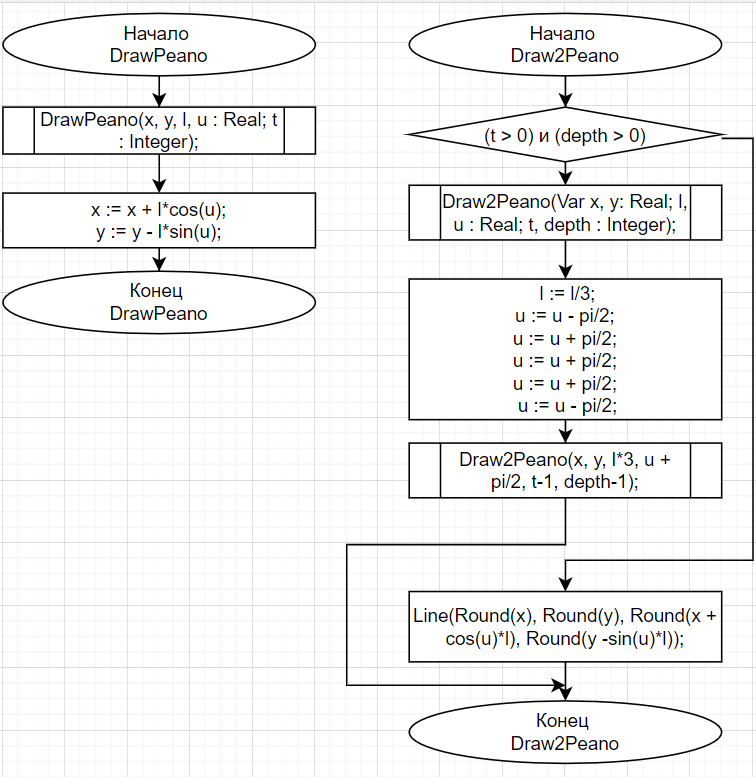 Начало
DrawPeano
DrawPeano(x, y, l, u : Real; t
: Integer);
x := x + l*cos(u);
y := y - l*sin(u);
Конец
DrawPeano
Начало
Draw2Peano
(t > 0) и (depth > 0)
Draw2Peano(Var x, y: Real; l,
u : Real; t, depth : Integer);
l := l/3;
u := u - pi/2;
u := u + pi/2;
u := u + pi/2;
u := u + pi/2;
u := u - pi/2;
Draw2Peano(x, y, l*3, u +
pi/2, t-1, depth-1);
Line(Round(x), Round(y), Round(x +
cos(u)*l), Round(y -sin(u)*l));
Конец
Draw2Peano